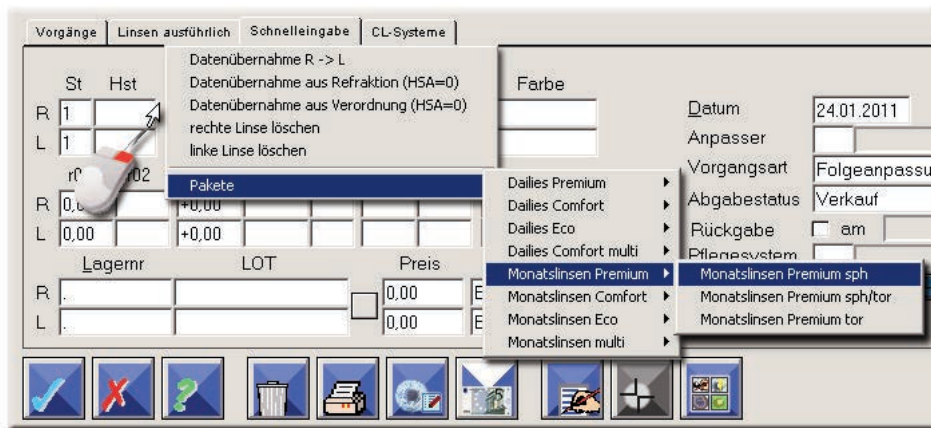 Vorgänge Linsen ausführlich Schnelleingabe CL-Systeme
Datenübernahme R -> L
Datenübernahme aus Refraktion (HSA=0)
Datenübernahme aus Verordnung (HSA=0)
rechte Linse löschen
linke Linse löschen
Pakete
St Hst Farbe
R 1
L 1
R 0,00 +0,00
L 0,00 +0,00
Lagernr LOT Preis
R . 0,00 E
L . 0,00 E
Dailies Premium
Dailies Comfort
Dailies Eco
Dailies Comfort multi
Monatslinsen Premium
Monatslinsen Comfort
Monatslinsen Eco
Monatslinsen multi
Monatslinsen Premium sph
Monatslinsen Premium sph/tor
Monatslinsen Premium tor
Datum 24.01.2011
Anpasser
Vorgangsart Folgeanpassu
Abgabestatus Verkauf
Rückgabe am
Pflegesystem